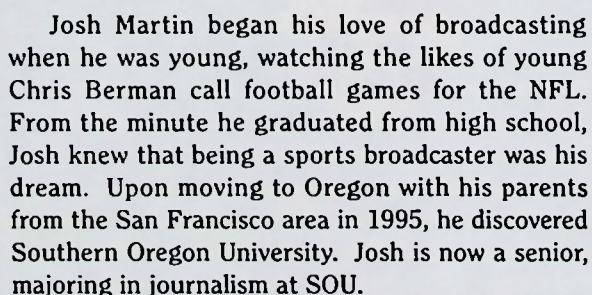 Josh Martin began his love of broadcasting
when he was young, watching the likes of young
Chris Berman call football games for the NFL.
From the minute he graduated from high school,
Josh knew that being a sports broadcaster was his
dream. Upon moving to Oregon with his parents
from the San Francisco area in 1995, he discovered
Southern Oregon University. Josh is now a senior,
majoring in journalism at SOU.